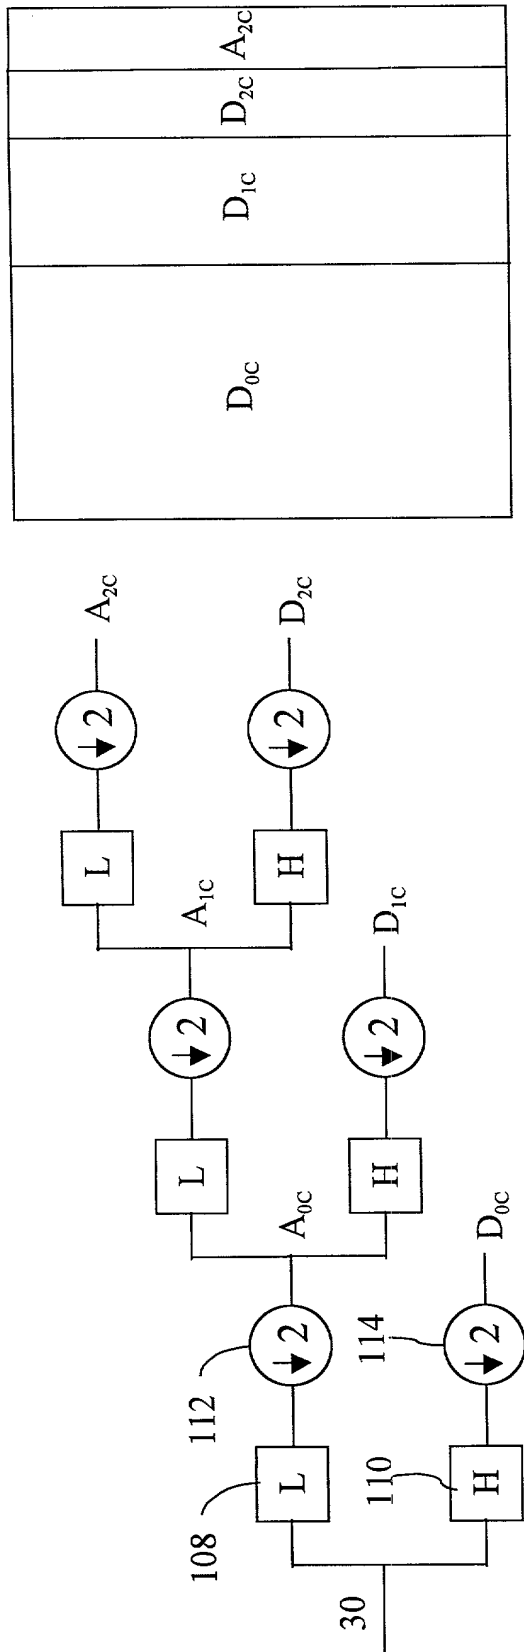 L ↓2 A2C
108 112 L ↓2 A1C
D0C D1C D2C A2C
L ↓2 A0C H ↓2 D2C
30 110 114 H ↓2 D1C
H ↓2 D0C